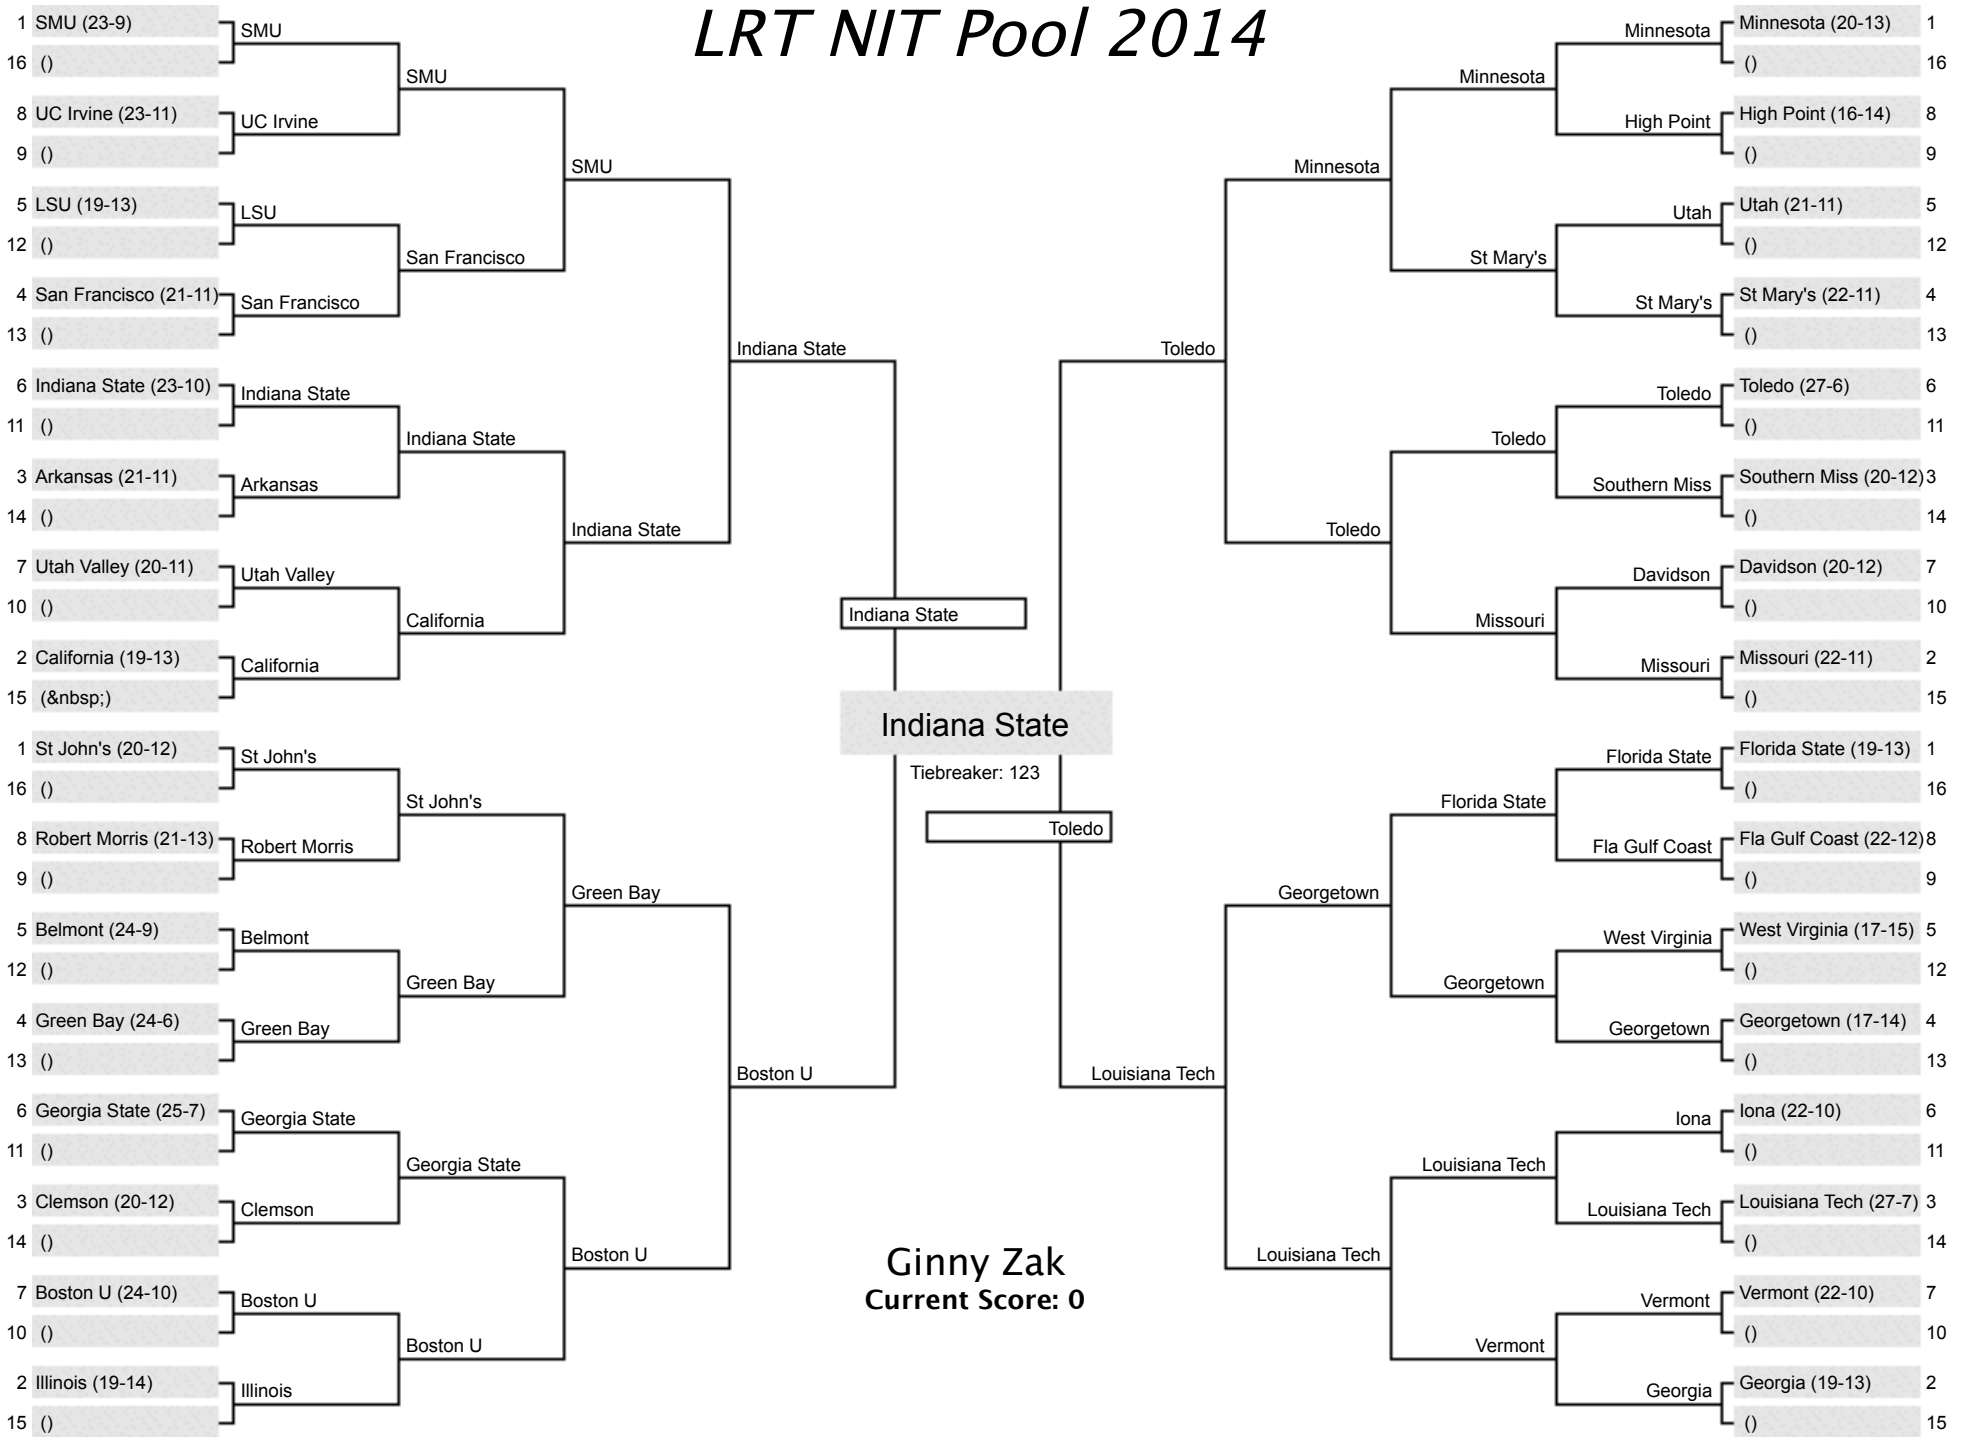 LRT NIT Pool 2014
1 SMU (23-9)
16 ()
8 UC Irvine (23-11)
9 ()
5 LSU (19-13)
12 ()
4 San Francisco (21-11)
13 ()
6 Indiana State (23-10)
11 ()
3 Arkansas (21-11)
14 ()
7 Utah Valley (20-11)
10 ()
2 California (19-13)
15 (&nbsp;)
1 St John's (20-12)
16 ()
8 Robert Morris (21-13)
9 ()
5 Belmont (24-9)
12 ()
4 Green Bay (24-6)
13 ()
6 Georgia State (25-7)
11 ()
3 Clemson (20-12)
14 ()
7 Boston U (24-10)
10 ()
2 Illinois (19-14)
15 ()
SMU
UC Irvine
LSU
San Francisco
Indiana State
Arkansas
Utah Valley
California
St John's
Robert Morris
Belmont
Green Bay
Georgia State
Clemson
Boston U
Illinois
SMU
San Francisco
Indiana State
California
St John's
Green Bay
Georgia State
Boston U
SMU
Indiana State
Green Bay
Boston U
Indiana State
Boston U
Indiana State
Indiana State
Tiebreaker: 123
Toledo
Ginny Zak
Current Score: 0
Toledo
Louisiana Tech
Minnesota
Toledo
Georgetown
Louisiana Tech
Minnesota
St Mary's
Toledo
Missouri
Florida State
Georgetown
Louisiana Tech
Vermont
Minnesota
High Point
Utah
St Mary's
Toledo
Southern Miss
Davidson
Missouri
Florida State
Fla Gulf Coast
West Virginia
Georgetown
Iona
Louisiana Tech
Vermont
Georgia
Minnesota (20-13) 1
() 16
High Point (16-14) 8
() 9
Utah (21-11) 5
() 12
St Mary's (22-11) 4
() 13
Toledo (27-6) 6
() 11
Southern Miss (20-12) 3
() 14
Davidson (20-12) 7
() 10
Missouri (22-11) 2
() 15
Florida State (19-13) 1
() 16
Fla Gulf Coast (22-12) 8
() 9
West Virginia (17-15) 5
() 12
Georgetown (17-14) 4
() 13
Iona (22-10) 6
() 11
Louisiana Tech (27-7) 3
() 14
Vermont (22-10) 7
() 10
Georgia (19-13) 2
() 15